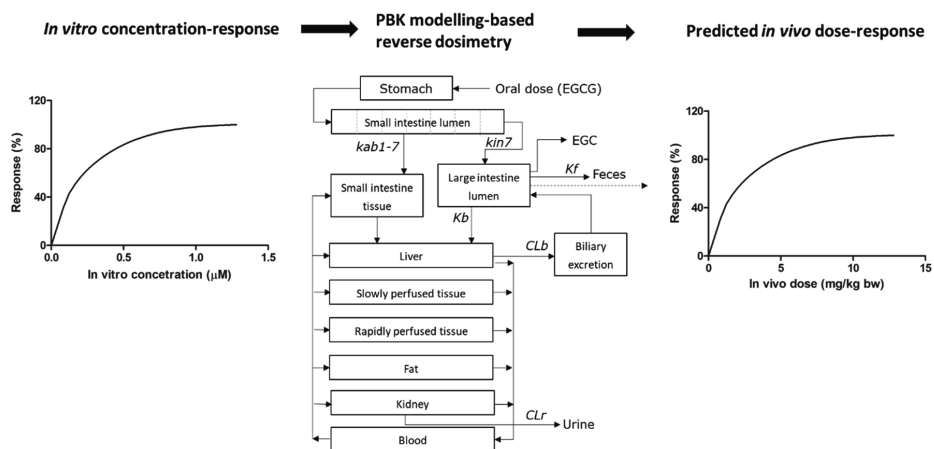 In vitro concentration-response
PBK modelling-based
reverse dosimetry
Predicted in vivo dose-response
120
80
40
0
Response (%)
0.0
0.5
1.0
1.5
In vitro concetration (μM)
Stomach
Oral dose (EGCG)
Small intestine lumen
kab1-7
kin7
EGC
Small intestine
tissue
Large intestine
lumen
Kf
Feces
Kb
Liver
CLb
Biliary
excretion
Slowly perfused tissue
Rapidly perfused tissue
Fat
Kidney
CLr
Urine
Blood
120
80
40
0
Response (%)
0
5
10
15
In vivo dose (mg/kg bw)